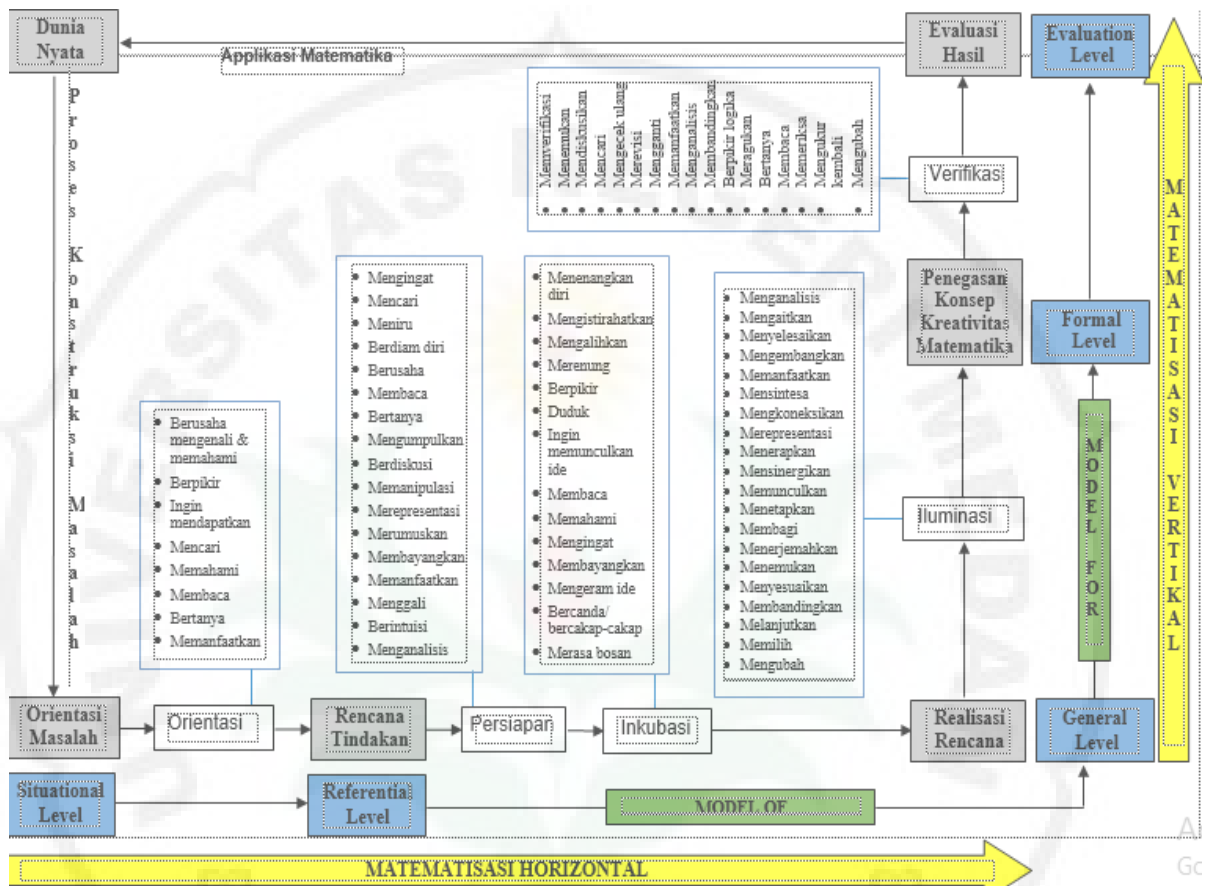 Dunia
Nyata
Applikasi Matematika
Evaluasi
Hasil
Evaluation
Level
Proses Konstruksi Masalah
Memverifikasi
Menemukan
Mendiskusikan
Mencari
Mengecek ulang
Merevisi
Mengganti
Memanfaatkan
Menganalisis
Membandingkan
Berpikir logika
Meragukan
Bertanya
Membaca
Memeriksa
Mengukur
kembali
Mengubah
Verifikasi
Berusaha
mengenali &
memahami
Berpikir
Ingin
mendapatkan
Mencari
Memahami
Membaca
Bertanya
Memanfaatkan
Mengingat
Mencari
Meniru
Berdiam diri
Berusaha
Membaca
Bertanya
Mengumpulkan
Berdiskusi
Memanipulasi
Merepresentasi
Merumuskan
Membayangkan
Memanfaatkan
Menggali
Berintuisi
Menganalisis
Menenangkan
diri
Mengistirahatkan
Mengalihkan
Merenung
Berpikir
Duduk
Ingin
memunculkan
ide
Membaca
Memahami
Mengingat
Membayangkan
Mengeram ide
Bercanda/
bercakap-cakap
Merasa bosan
Menganalisis
Mengaitkan
Menyelesaikan
Mengembangkan
Memanfaatkan
Mensintesa
Mengkoneksikan
Merepresentasi
Menerapkan
Mensinergikan
Memunculkan
Menetapkan
Membagi
Menerjemahkan
Menemukan
Menyesuaikan
Membandingkan
Melanjutkan
Memilih
Mengubah
Penegasan
Konsep
Kreativitas
Matematika
Formal
Level
MODEL FOR
MATEMATISASI VERTIKAL
Iluminasi
Orientasi
Masalah
Orientasi
Rencana
Tindakan
Persiapan
Inkubasi
Realisasi
Rencana
General
Level
Situational
Level
Referential
Level
MODEL OF
MATEMATISASI HORIZONTAL